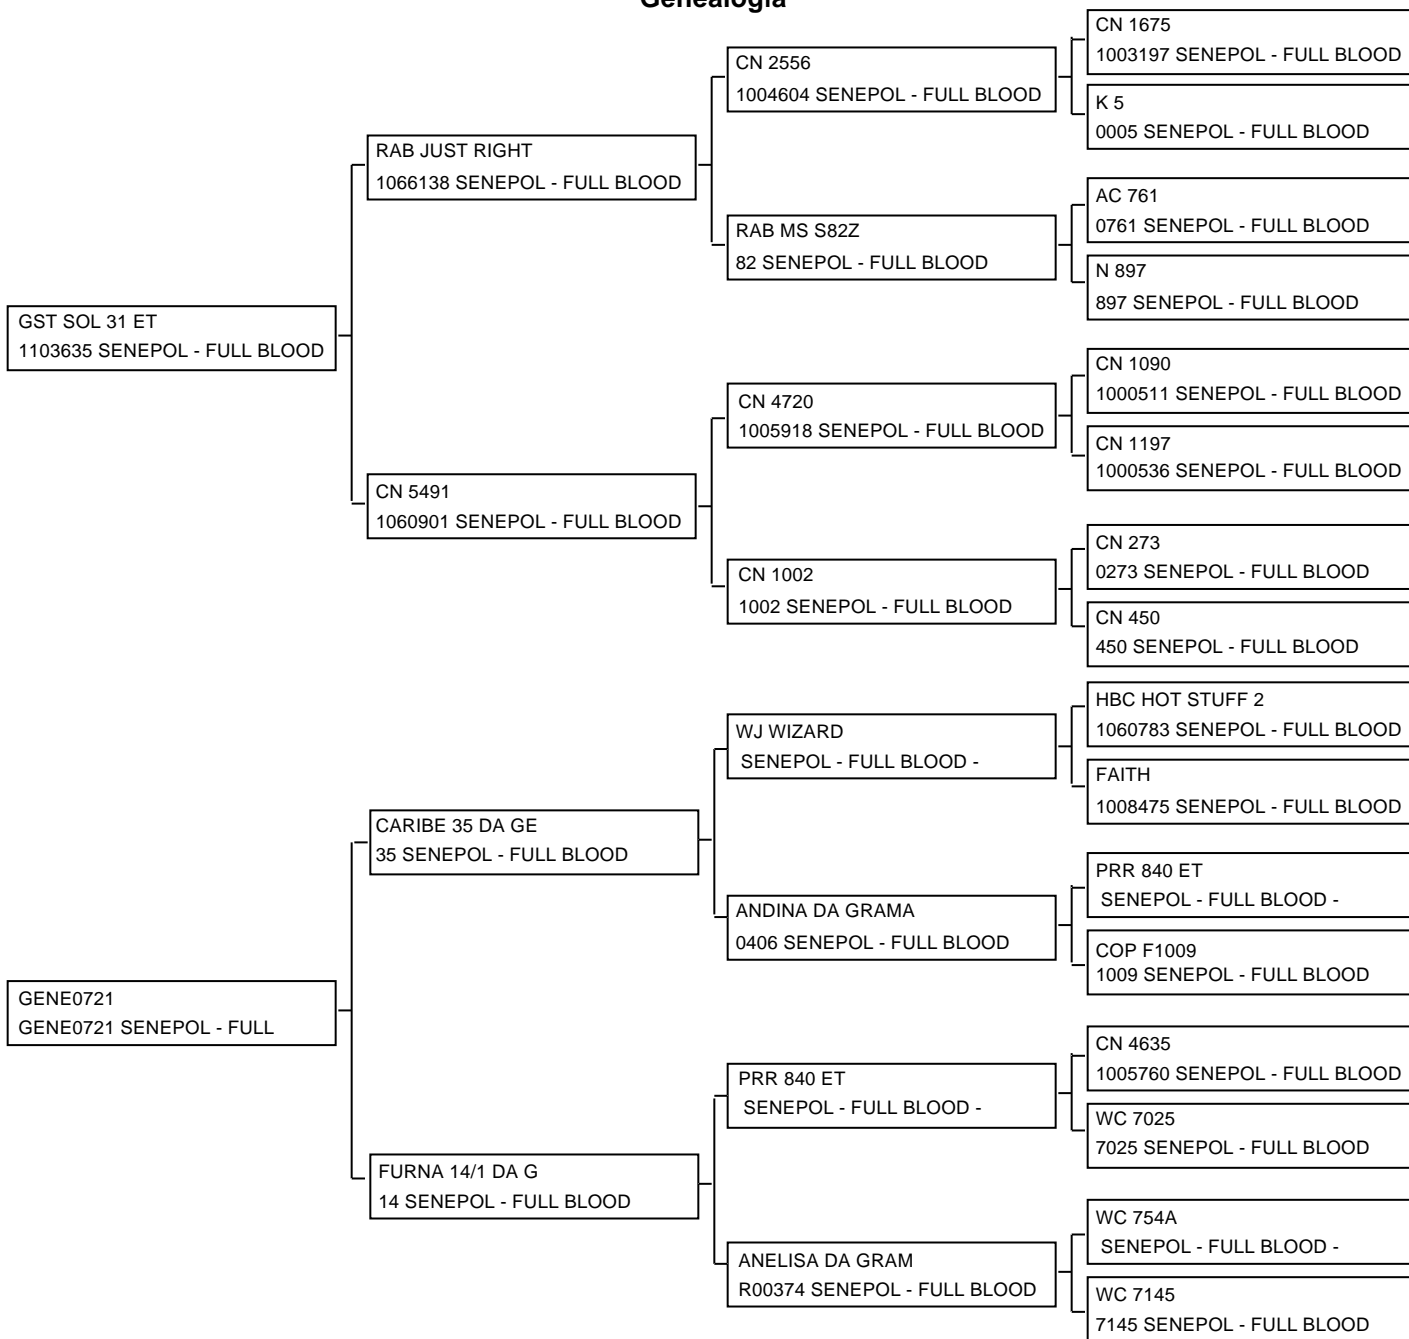 Genealogia
CN 1675
1003197 SENEPOL - FULL BLOOD
CN 2556
1004604 SENEPOL - FULL BLOOD
K 5
0005 SENEPOL - FULL BLOOD
RAB JUST RIGHT
1066138 SENEPOL - FULL BLOOD
AC 761
0761 SENEPOL - FULL BLOOD
RAB MS S82Z
82 SENEPOL - FULL BLOOD
N 897
897 SENEPOL - FULL BLOOD
GST SOL 31 ET
1103635 SENEPOL - FULL BLOOD
CN 1090
1000511 SENEPOL - FULL BLOOD
CN 4720
1005918 SENEPOL - FULL BLOOD
CN 1197
1000536 SENEPOL - FULL BLOOD
CN 5491
1060901 SENEPOL - FULL BLOOD
CN 273
0273 SENEPOL - FULL BLOOD
CN 1002
1002 SENEPOL - FULL BLOOD
CN 450
450 SENEPOL - FULL BLOOD
HBC HOT STUFF 2
1060783 SENEPOL - FULL BLOOD
WJ WIZARD
SENEPOL - FULL BLOOD -
FAITH
1008475 SENEPOL - FULL BLOOD
CARIBE 35 DA GE
35 SENEPOL - FULL BLOOD
PRR 840 ET
SENEPOL - FULL BLOOD -
ANDINA DA GRAMA
0406 SENEPOL - FULL BLOOD
COP F1009
1009 SENEPOL - FULL BLOOD
GENE0721
GENE0721 SENEPOL - FULL
CN 4635
1005760 SENEPOL - FULL BLOOD
PRR 840 ET
SENEPOL - FULL BLOOD -
WC 7025
7025 SENEPOL - FULL BLOOD
FURNA 14/1 DA G
14 SENEPOL - FULL BLOOD
WC 754A
SENEPOL - FULL BLOOD -
ANELISA DA GRAM
R00374 SENEPOL - FULL BLOOD
WC 7145
7145 SENEPOL - FULL BLOOD